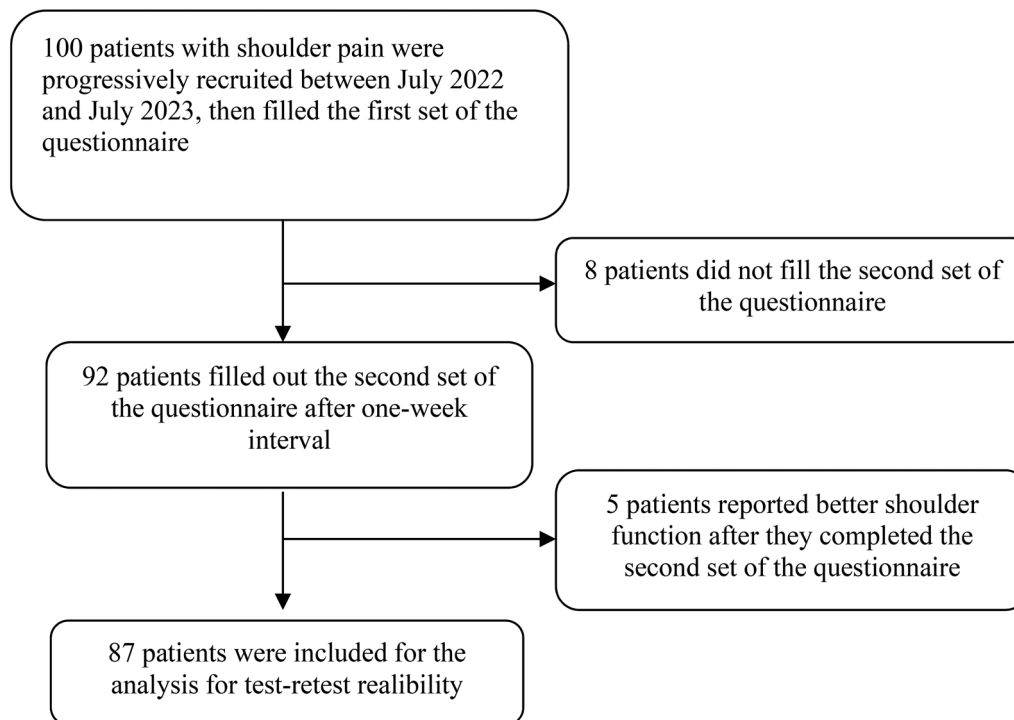 100 patients with shoulder pain were
progressively recruited between July 2022
and July 2023, then filled the first set of the
questionnaire
8 patients did not fill the second set of
the questionnaire
92 patients filled out the second set of
the questionnaire after one-week
interval
5 patients reported better shoulder
function after they completed the
second set of the questionnaire
87 patients were included for the
analysis for test-retest realibility